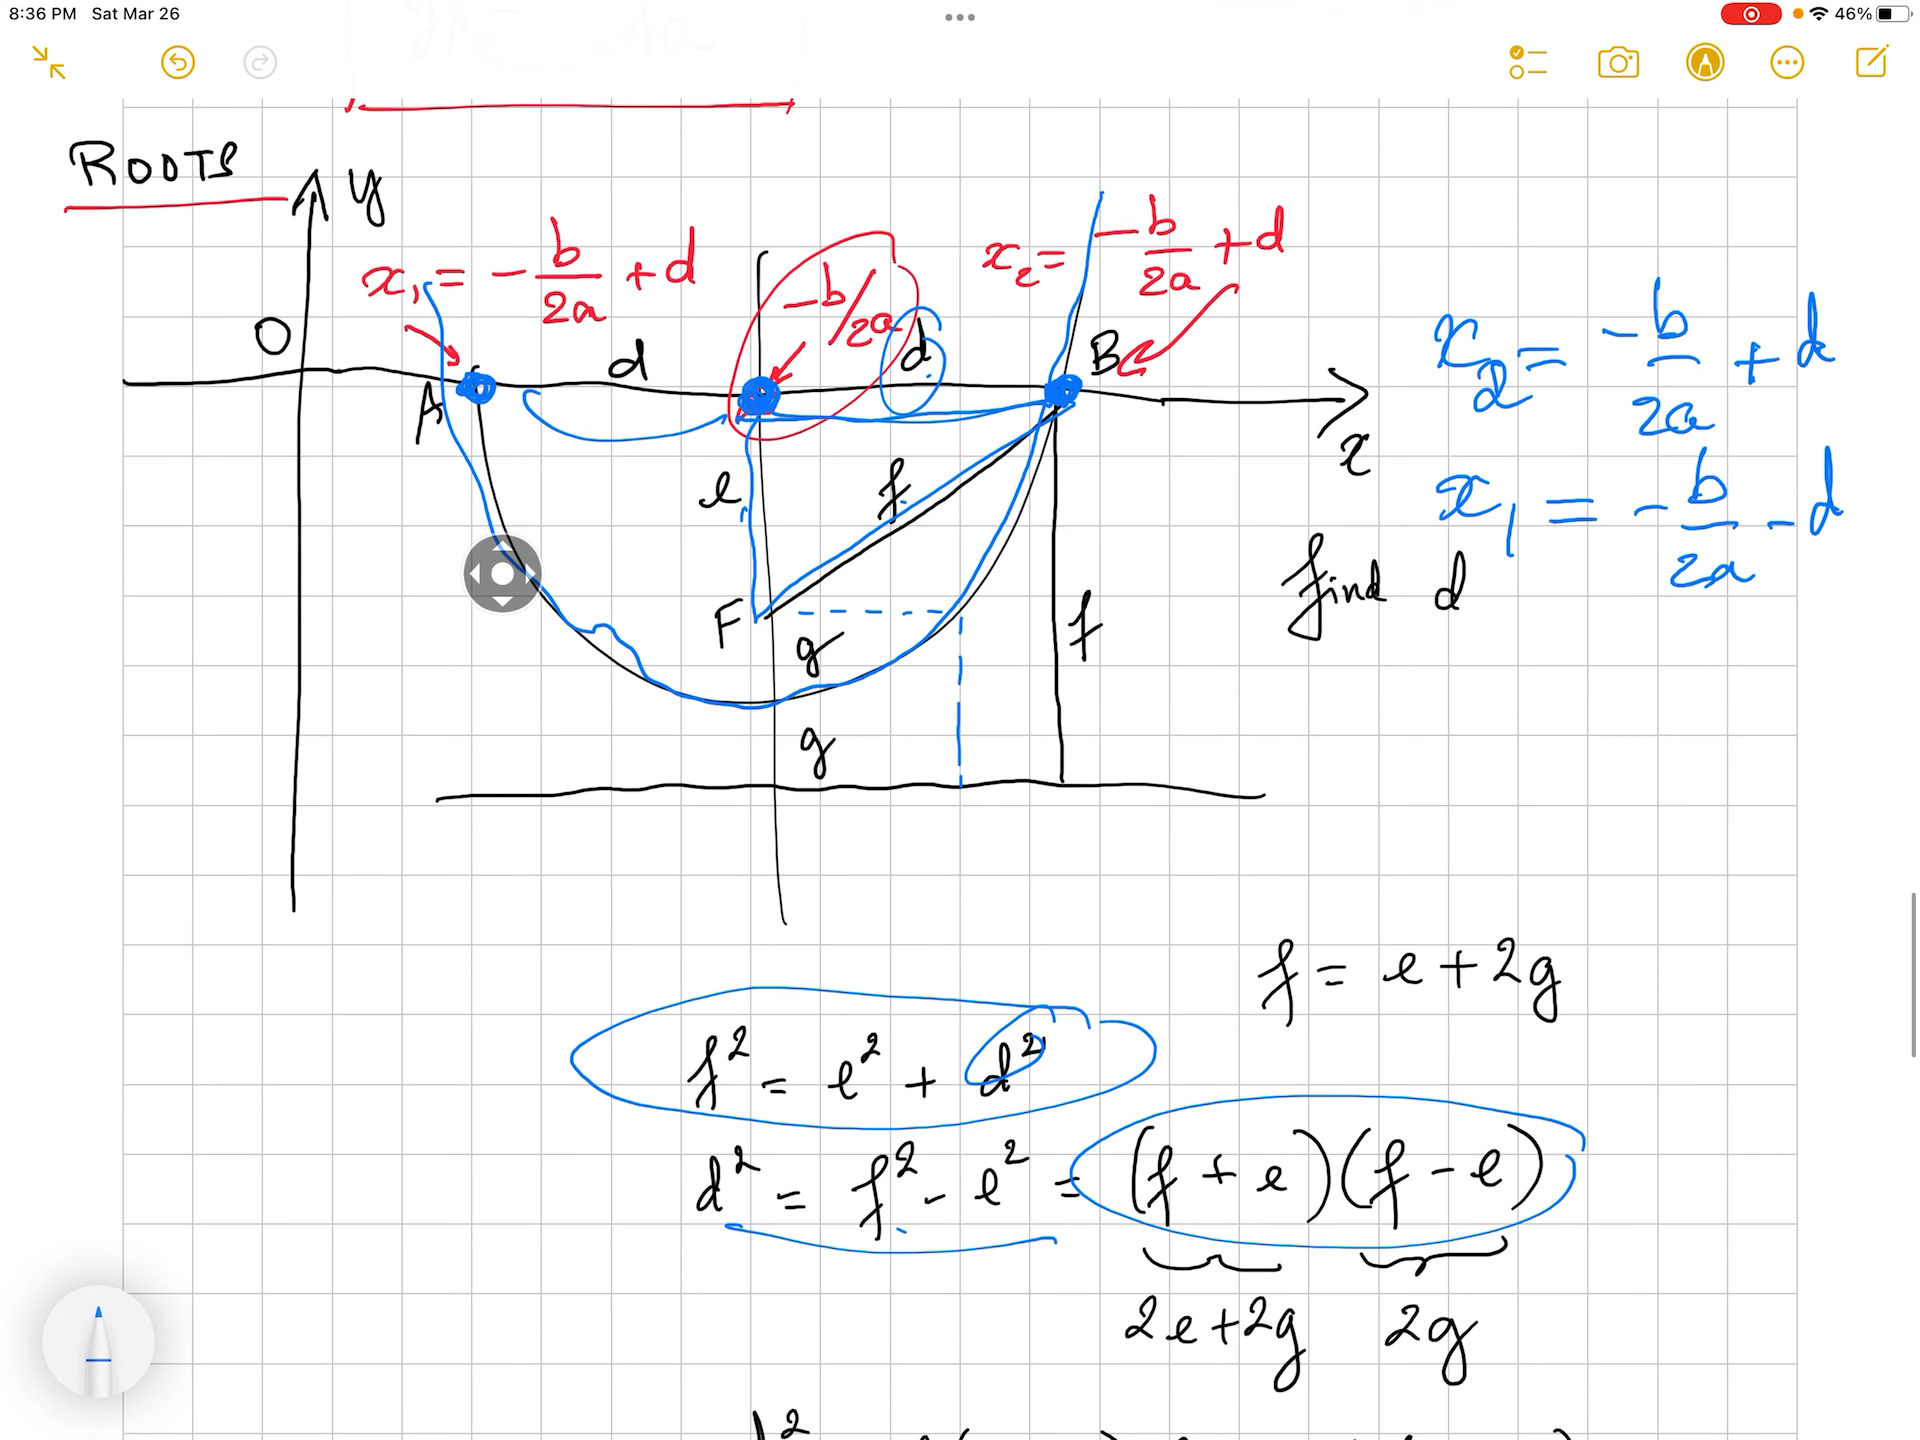 8:36 PM Sat Mar 26
46%
ROOTS
y
x₁ = -b/2a + d
-b/2a
x₂ = -b/2a + d
O
d
d
B
x₂ = -b/2a + d
A
x
e
f
x₁ = -b/2a - d
find d
F
g
f
g
f = e + 2g
f² = e² + d²
d² = f² - e² = (f + e)(f - e)
2e + 2g 2g